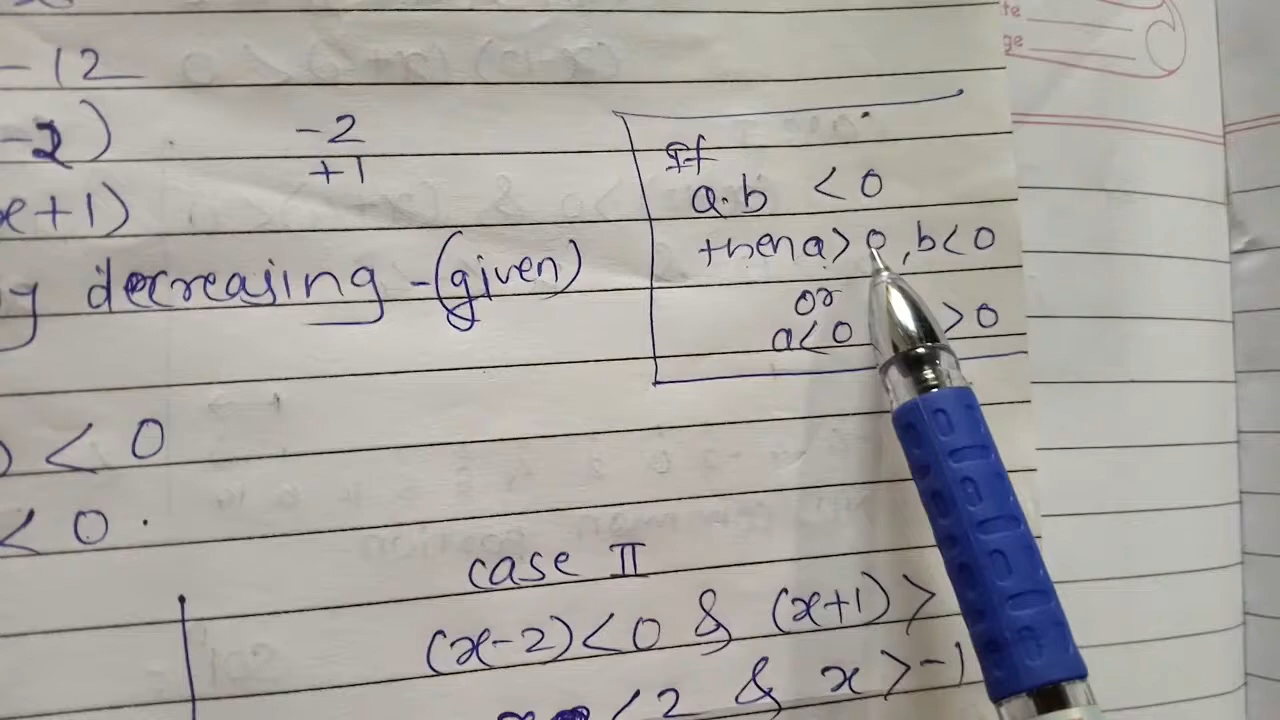 -12
-2)
-2
+1
x+1)
If
a.b < 0
then a>0, b<0
or
a<0 >0
decreasing -(given)
) < 0
< 0.
case II
(x-2)<0 & (x+1)>
<2 & x>-1